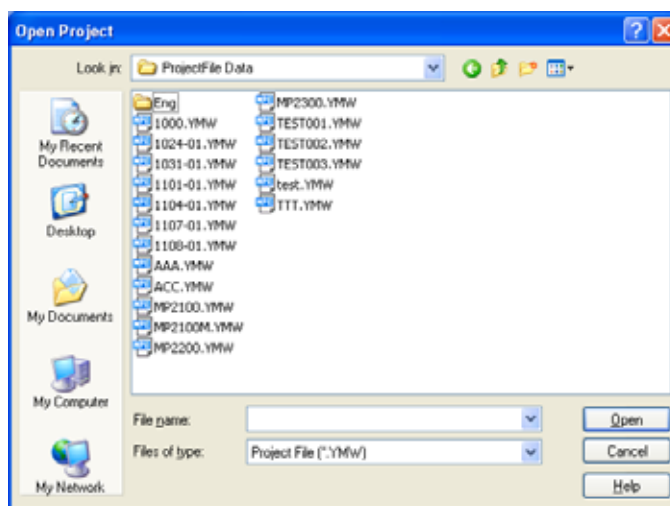 Open Project
Look in: ProjectFile Data
My Recent
Documents
Desktop
My Documents
My Computer
My Network
Eng
1000.YMW
1024-01.YMW
1031-01.YMW
1101-01.YMW
1104-01.YMW
1107-01.YMW
1108-01.YMW
AAA.YMW
ACC.YMW
MP2100.YMW
MP2100M.YMW
MP2200.YMW
MP2300.YMW
TEST001.YMW
TEST002.YMW
TEST003.YMW
test.YMW
TTT.YMW
File name:
Open
Files of type: Project File (*.YMW)
Cancel
Help